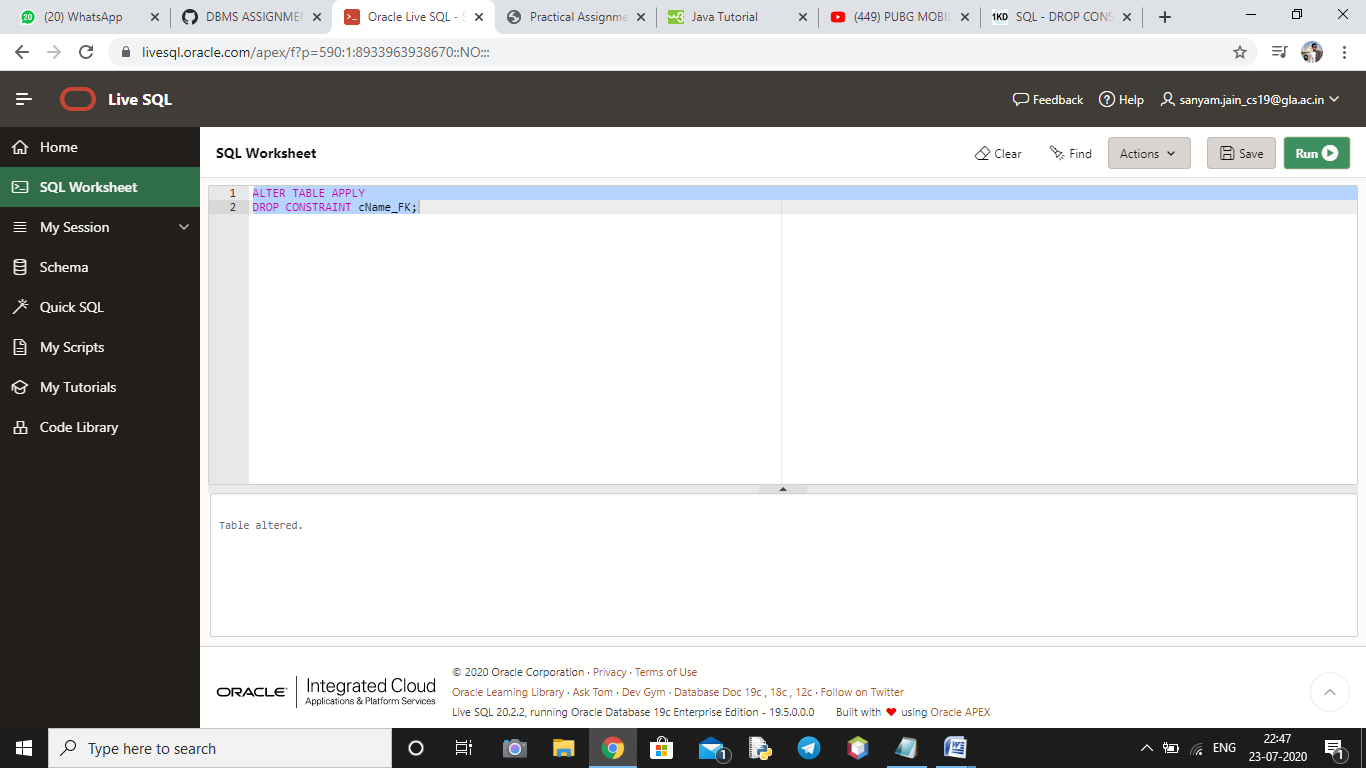 (20) WhatsApp
DBMS ASSIGNME
Oracle Live SQL - S
Practical Assignme
Java Tutorial
(449) PUBG MOBIL
1KD SQL - DROP CONS
livesql.oracle.com/apex/f?p=590:1:8933963938670::NO:::
Live SQL
Feedback
Help
sanyam.jain_cs19@gla.ac.in
Home
SQL Worksheet
My Session
Schema
Quick SQL
My Scripts
My Tutorials
Code Library
SQL Worksheet
Clear
Find
Actions
Save
Run
1 ALTER TABLE APPLY
2 DROP CONSTRAINT cName_FK;
Table altered.
ORACLE
Integrated Cloud
Applications & Platform Services
© 2020 Oracle Corporation · Privacy · Terms of Use
Oracle Learning Library · Ask Tom · Dev Gym · Database Doc 19c , 18c , 12c · Follow on Twitter
Live SQL 20.2.2, running Oracle Database 19c Enterprise Edition - 19.5.0.0.0 Built with ❤ using Oracle APEX
Type here to search
1
ENG
22:47
23-07-2020
1